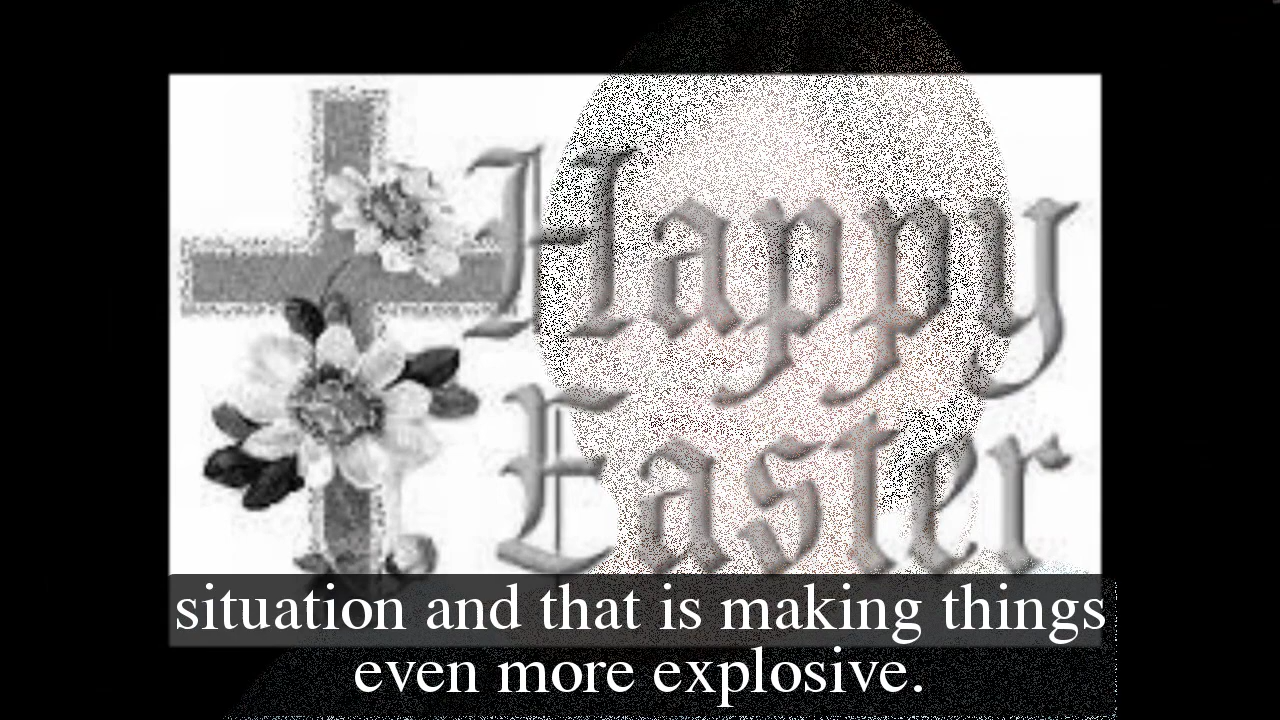 Happy
Easter
situation and that is making things
even more explosive.